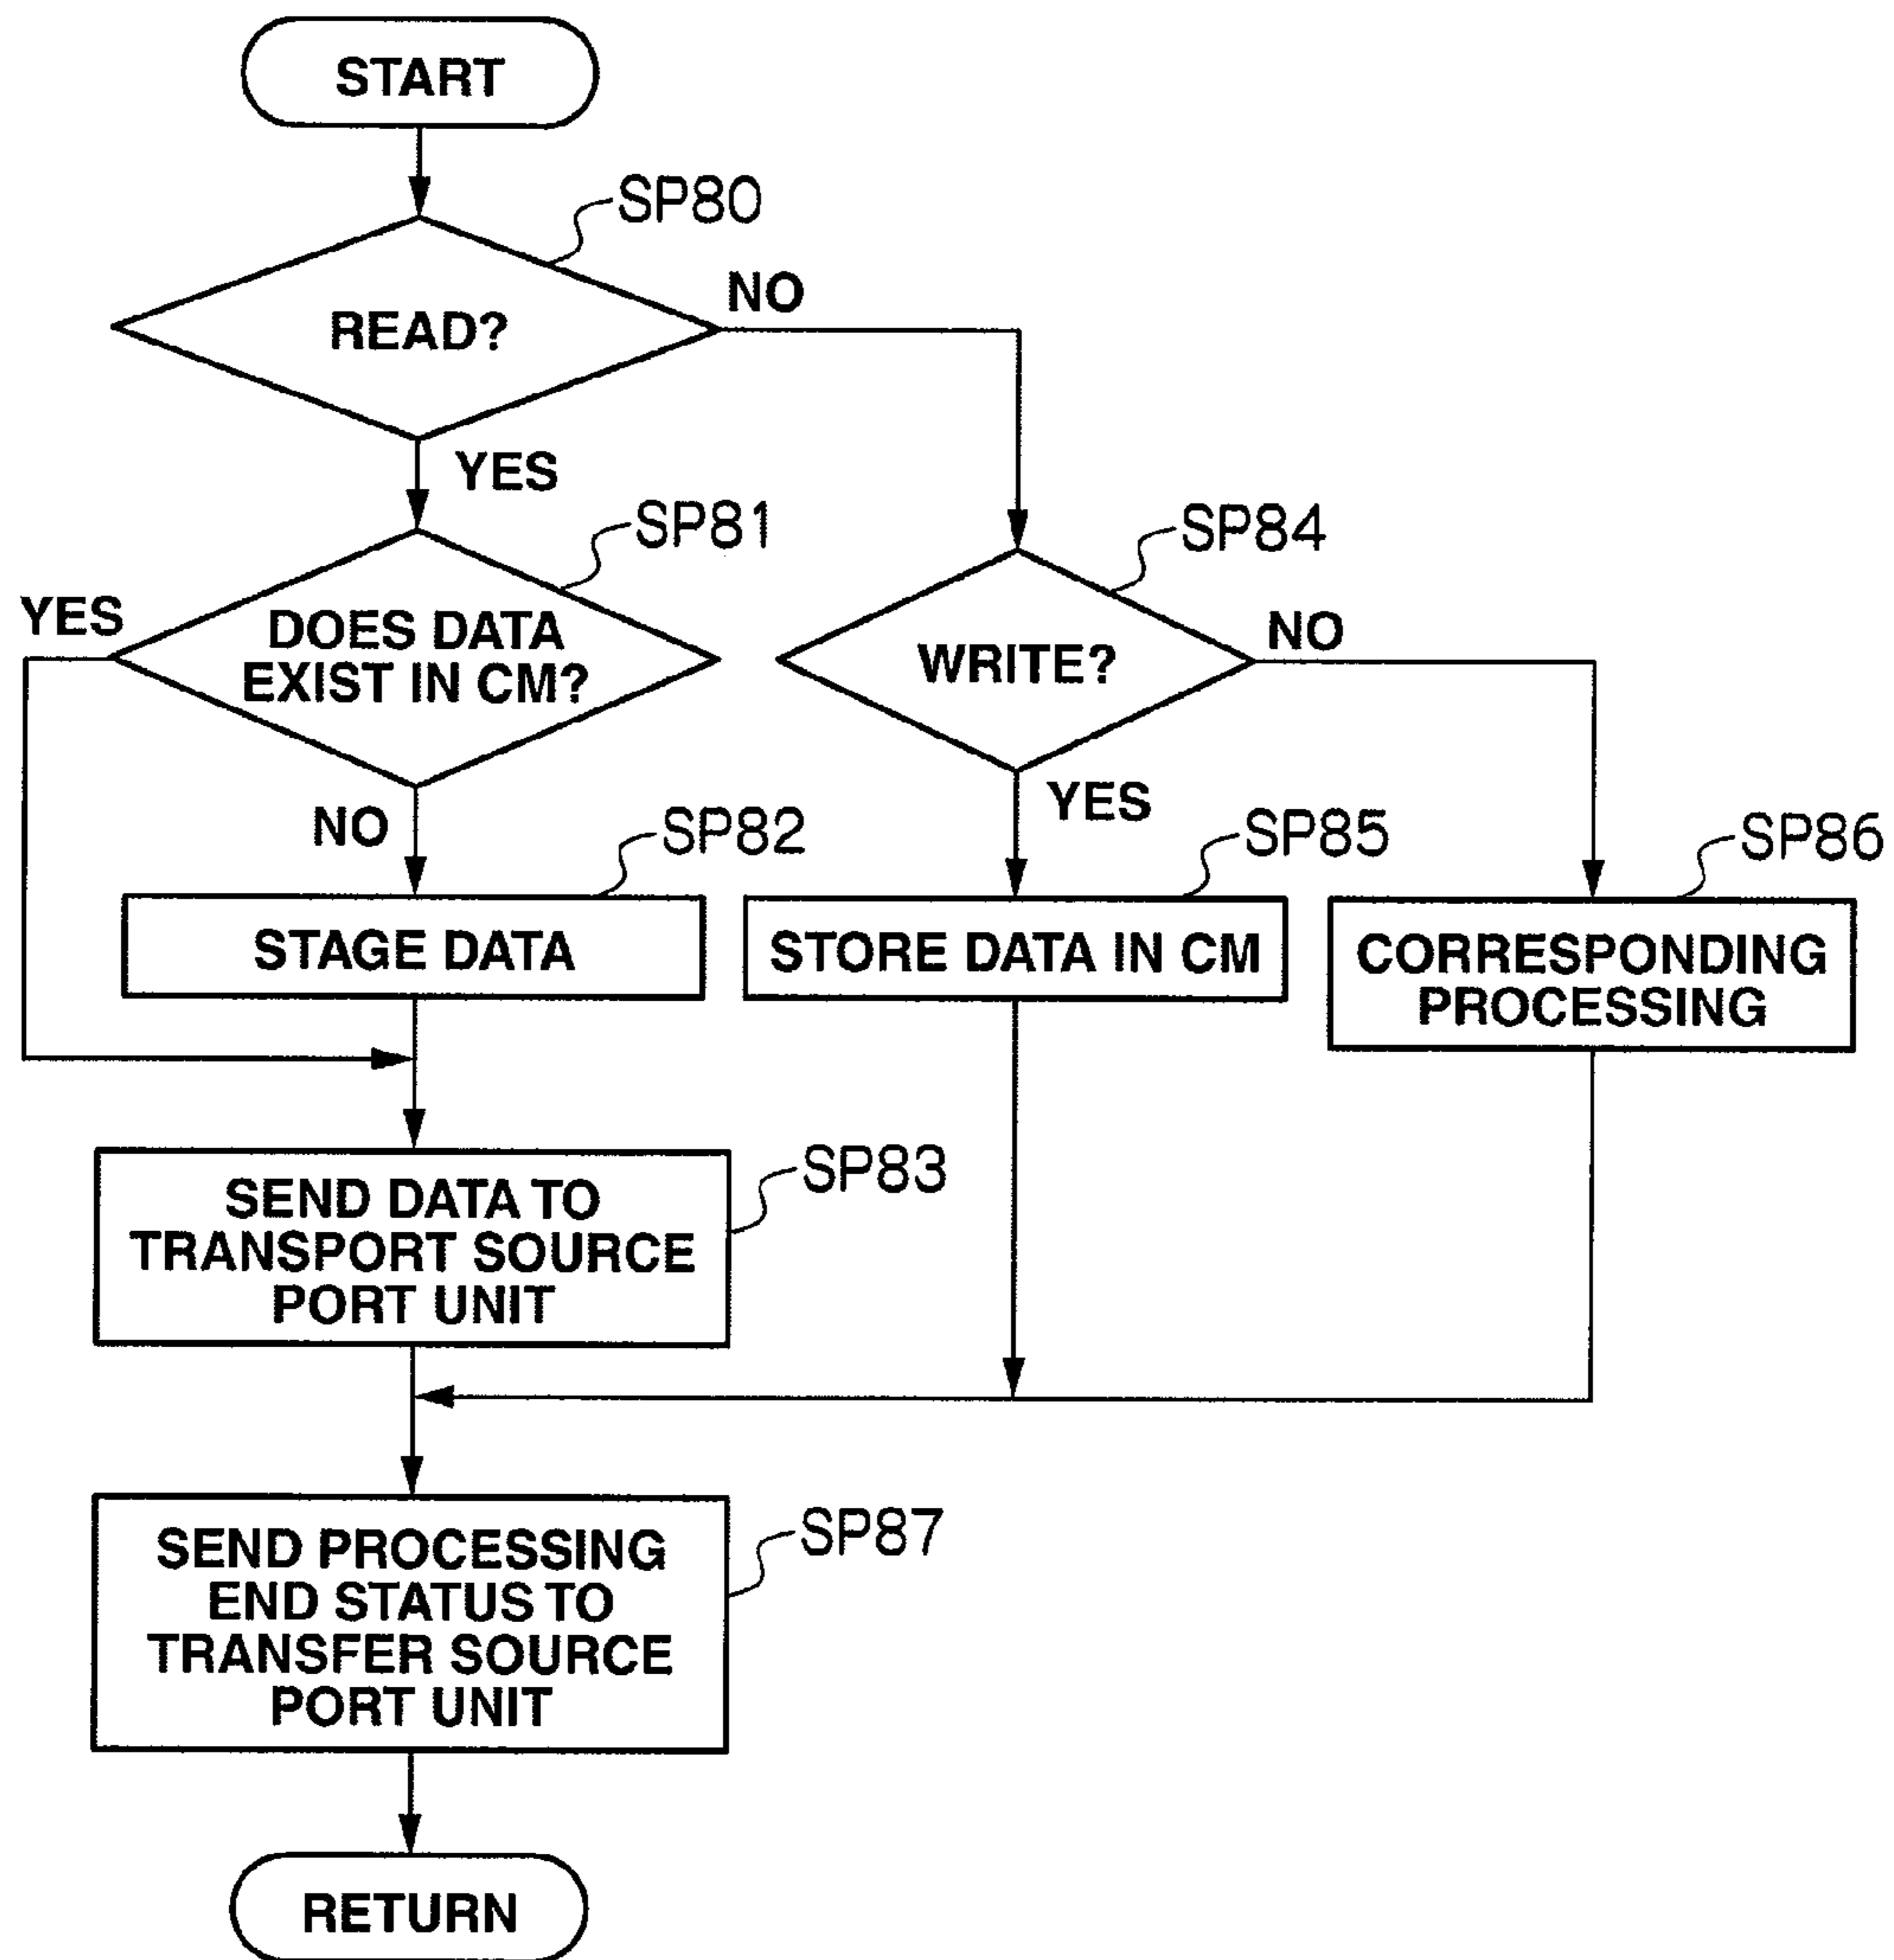 START
SP80
READ?
NO
YES
SP81
SP84
YES
DOES DATA
EXIST IN CM?
WRITE?
NO
NO
YES
SP82
SP85
SP86
STAGE DATA
STORE DATA IN CM
CORRESPONDING
PROCESSING
SP83
SEND DATA TO
TRANSPORT SOURCE
PORT UNIT
SP87
SEND PROCESSING
END STATUS TO
TRANSFER SOURCE
PORT UNIT
RETURN